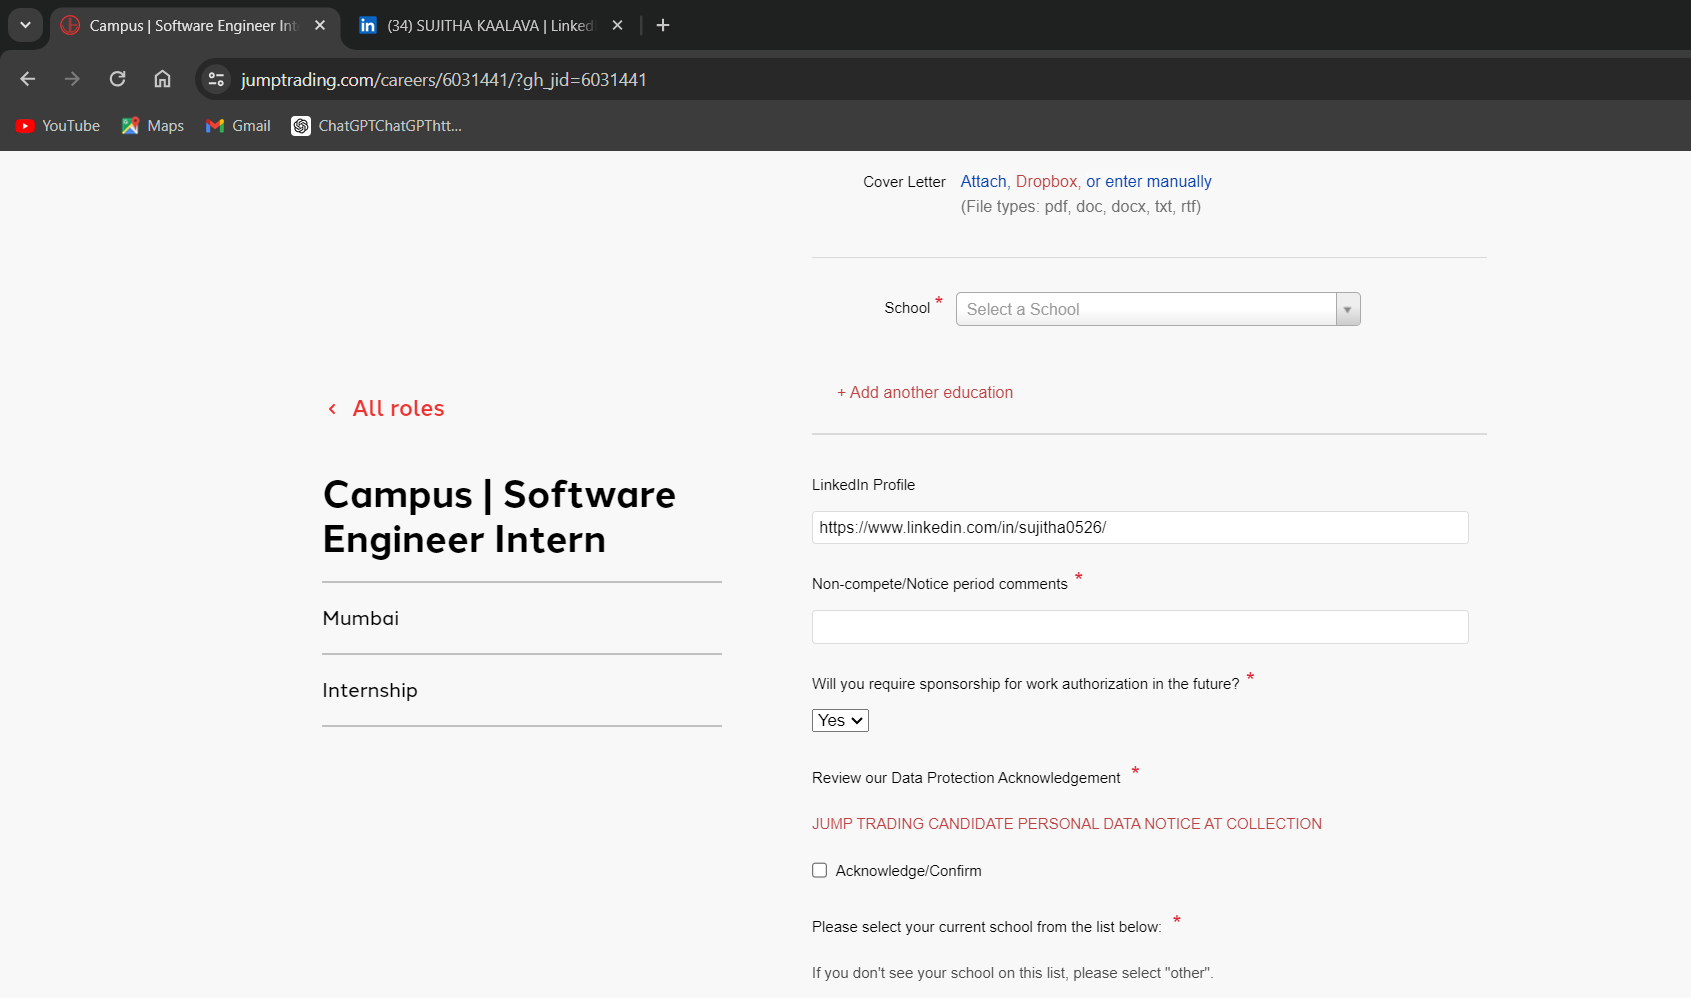 Campus | Software Engineer Int
(34) SUJITHA KAALAVA | Linked
jumptrading.com/careers/6031441/?gh_jid=6031441
YouTube
Maps
Gmail
ChatGPTChatGPThtt...
Cover Letter Attach, Dropbox, or enter manually
(File types: pdf, doc, docx, txt, rtf)
School * Select a School
+ Add another education
‹ All roles
Campus | Software
Engineer Intern
Mumbai
Internship
LinkedIn Profile
https://www.linkedin.com/in/sujitha0526/
Non-compete/Notice period comments *
Will you require sponsorship for work authorization in the future? *
Yes
Review our Data Protection Acknowledgement *
JUMP TRADING CANDIDATE PERSONAL DATA NOTICE AT COLLECTION
Acknowledge/Confirm
Please select your current school from the list below: *
If you don't see your school on this list, please select "other".